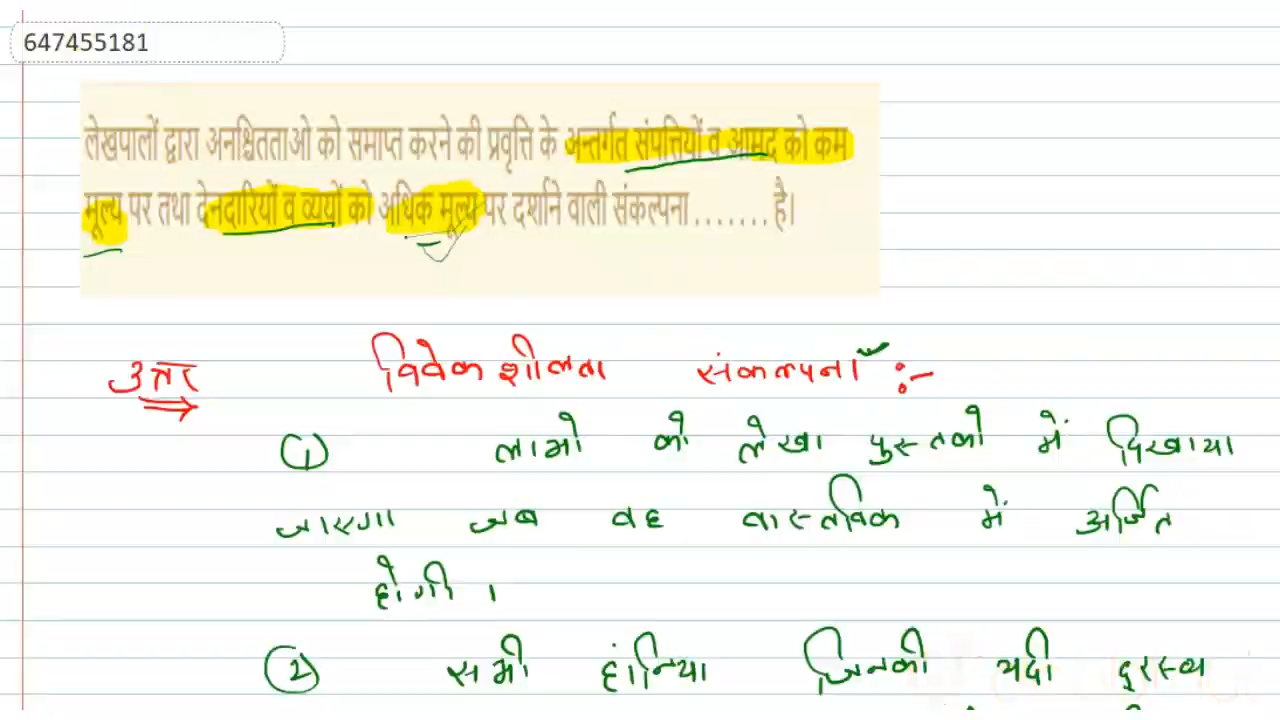 647455181
लेखपालों द्वारा अनश्चितताओ को समाप्त करने की प्रवृत्ति के अन्तर्गत संपत्तियों व आमद को कम
मूल्य पर तथा देनदारियों व व्ययों को अधिक मूल्य पर दर्शाने वाली संकल्पना ....... है।
उत्तर विवेकशीलता संकल्पना :-
① लाभो को लेखा पुस्तको में दिखाया
जाएगा जब वह वास्तविक में अर्जित
होगी ।
② सभी हांनिया जिनकी यदी दुरस्थ